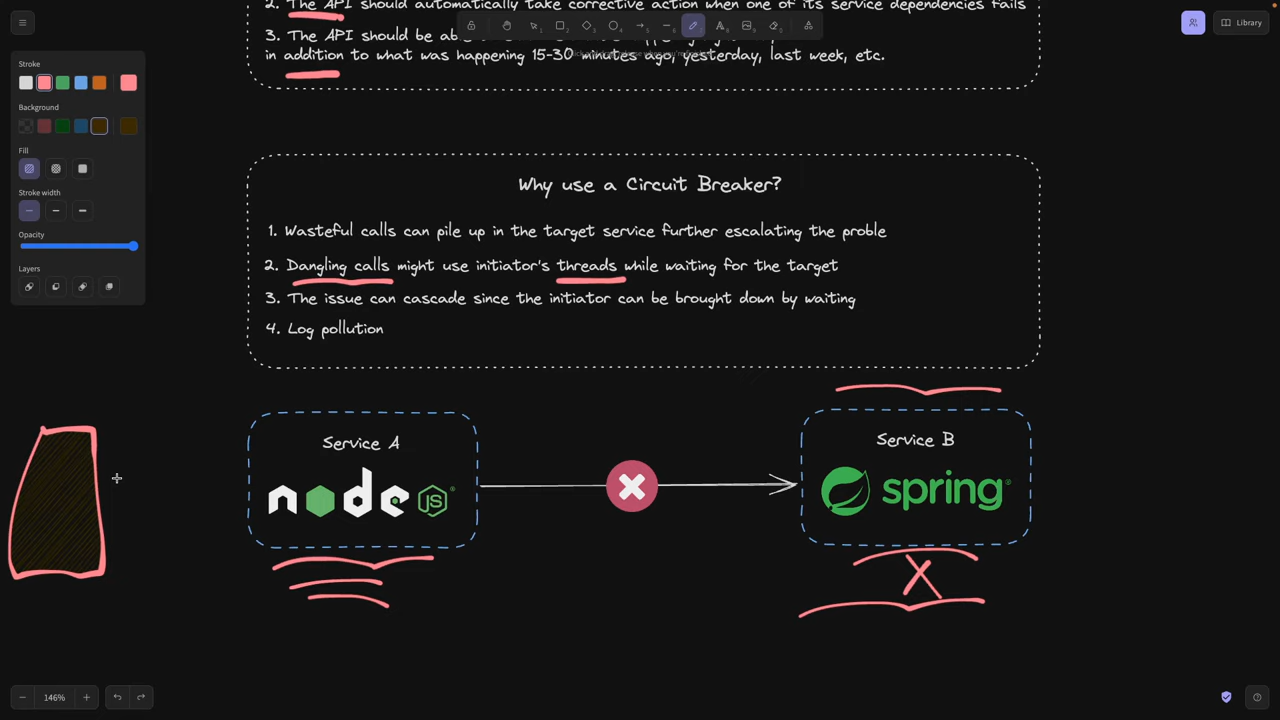 2. The API should automatically take corrective action when one of its service dependencies fails
Library
3. The API should be
in addition to what was happening 15-30 minutes ago, yesterday, last week, etc.
Stroke
Background
Fill
Stroke width
Opacity
Layers
Why use a Circuit Breaker?
1. Wasteful calls can pile up in the target service further escalating the proble
2. Dangling calls might use initiator's threads while waiting for the target
3. The issue can cascade since the initiator can be brought down by waiting
4. Log pollution
Service A
node JS
Service B
spring
146%